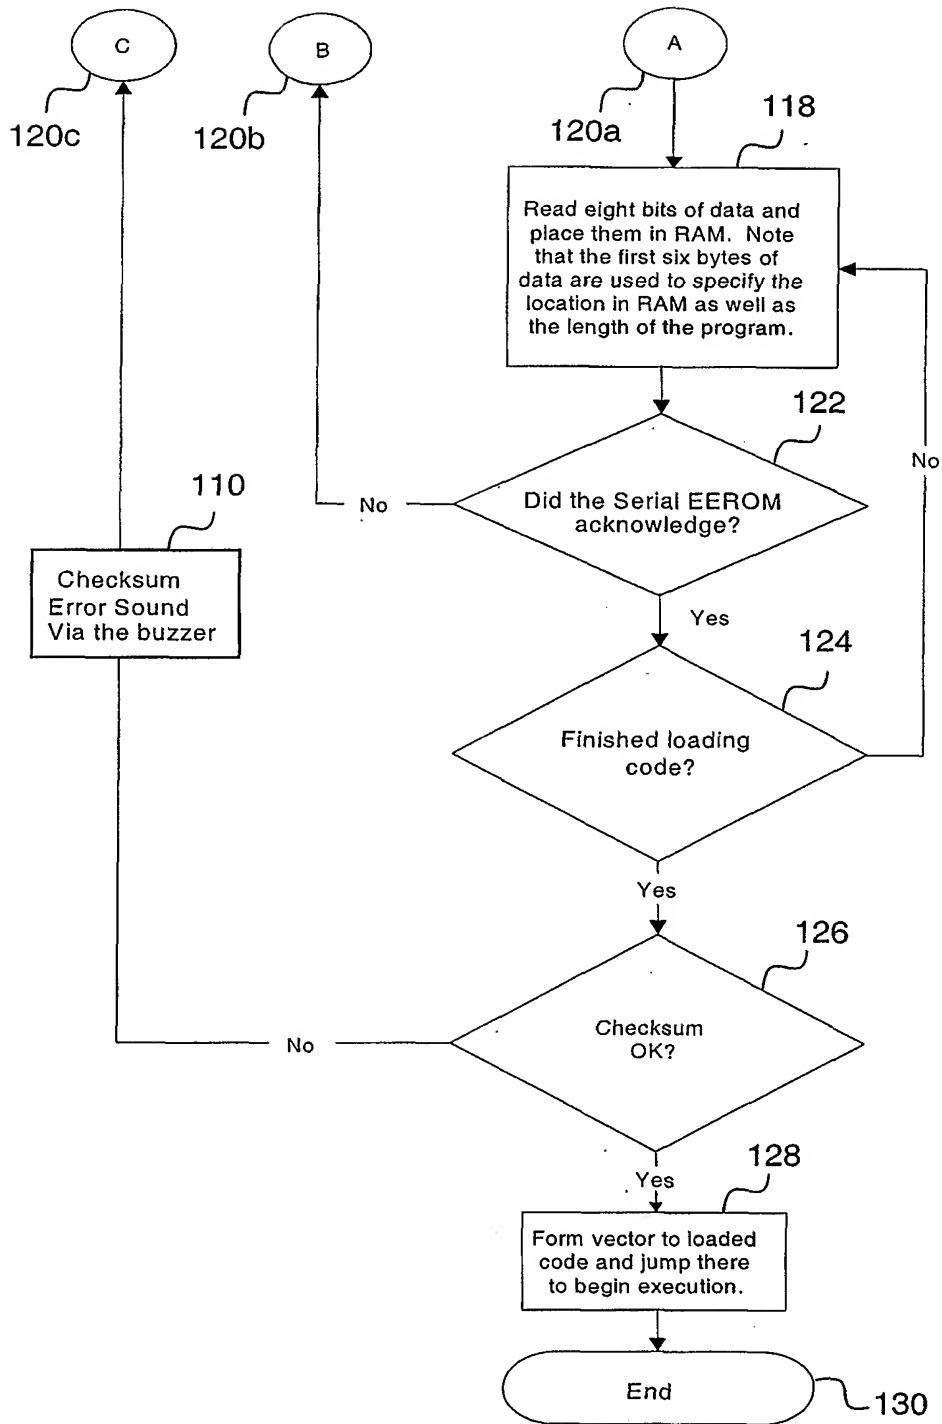 C
B
A
120c
120b
120a
118
Read eight bits of data and
place them in RAM. Note
that the first six bytes of
data are used to specify the
location in RAM as well as
the length of the program.
122
No
Did the Serial EEROM
acknowledge?
No
110
Checksum
Error Sound
Via the buzzer
Yes
124
Finished loading
code?
Yes
126
Checksum
OK?
No
Yes
128
Form vector to loaded
code and jump there
to begin execution.
End
130